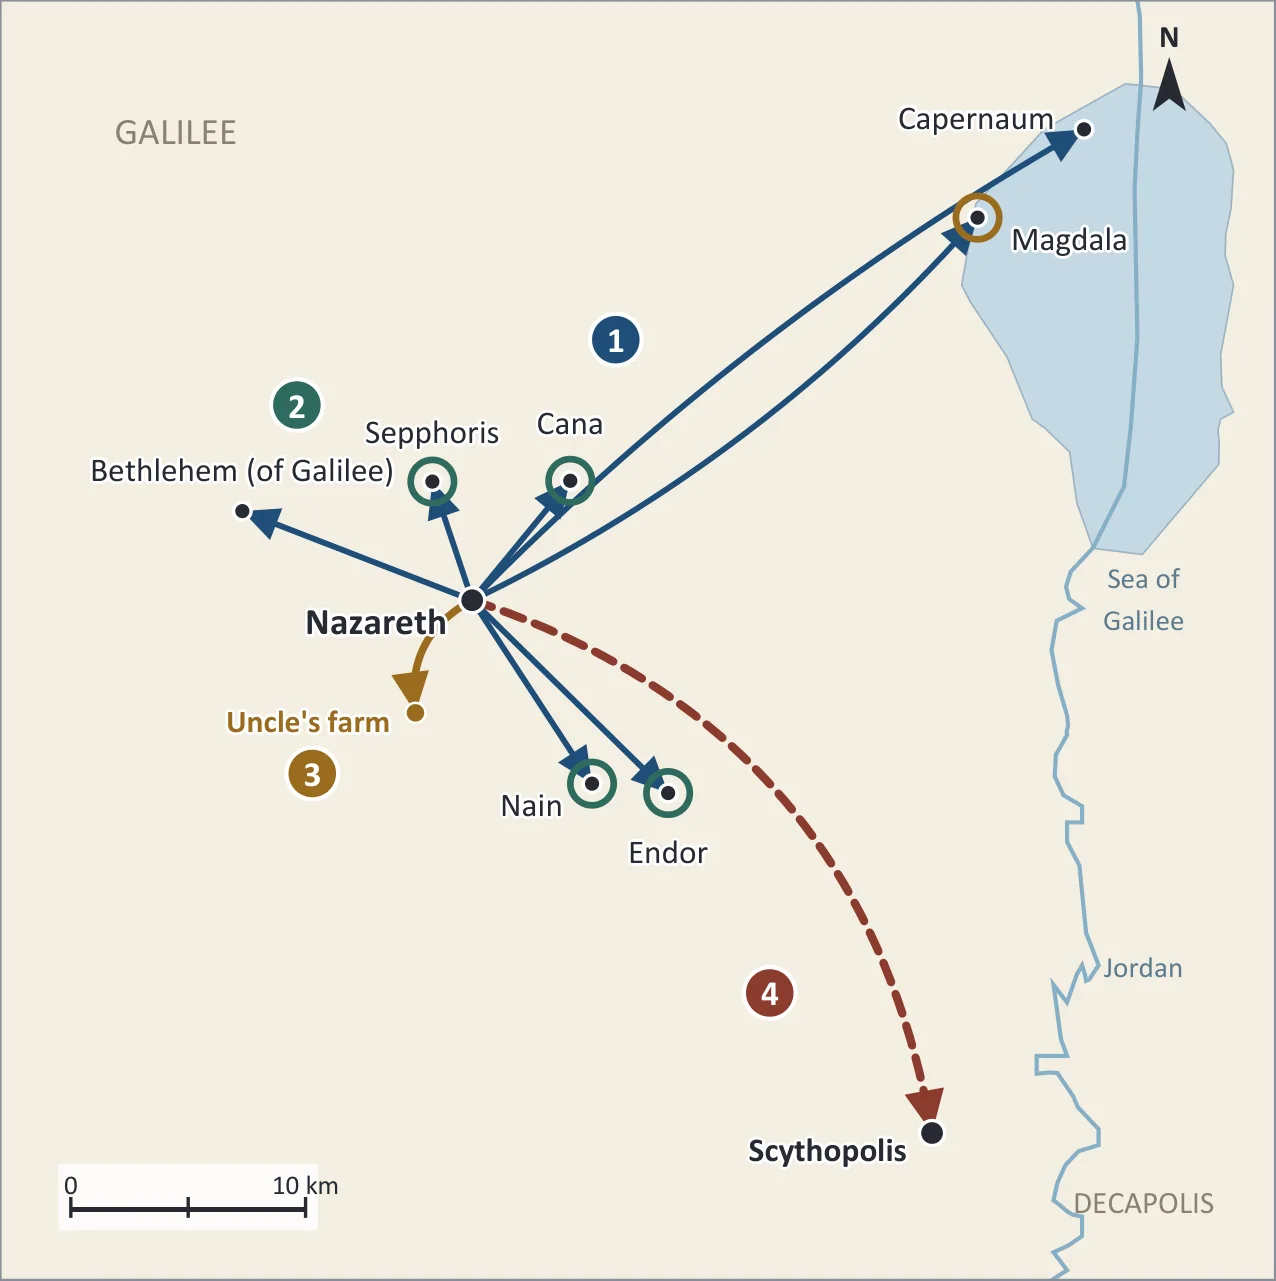 N
GALILEE
Capernaum
Magdala
1
2
Sepphoris
Cana
Bethlehem (of Galilee)
Sea of
Galilee
Nazareth
Uncle's farm
3
Nain
Endor
Jordan
4
Scythopolis
0 10 km
DECAPOLIS